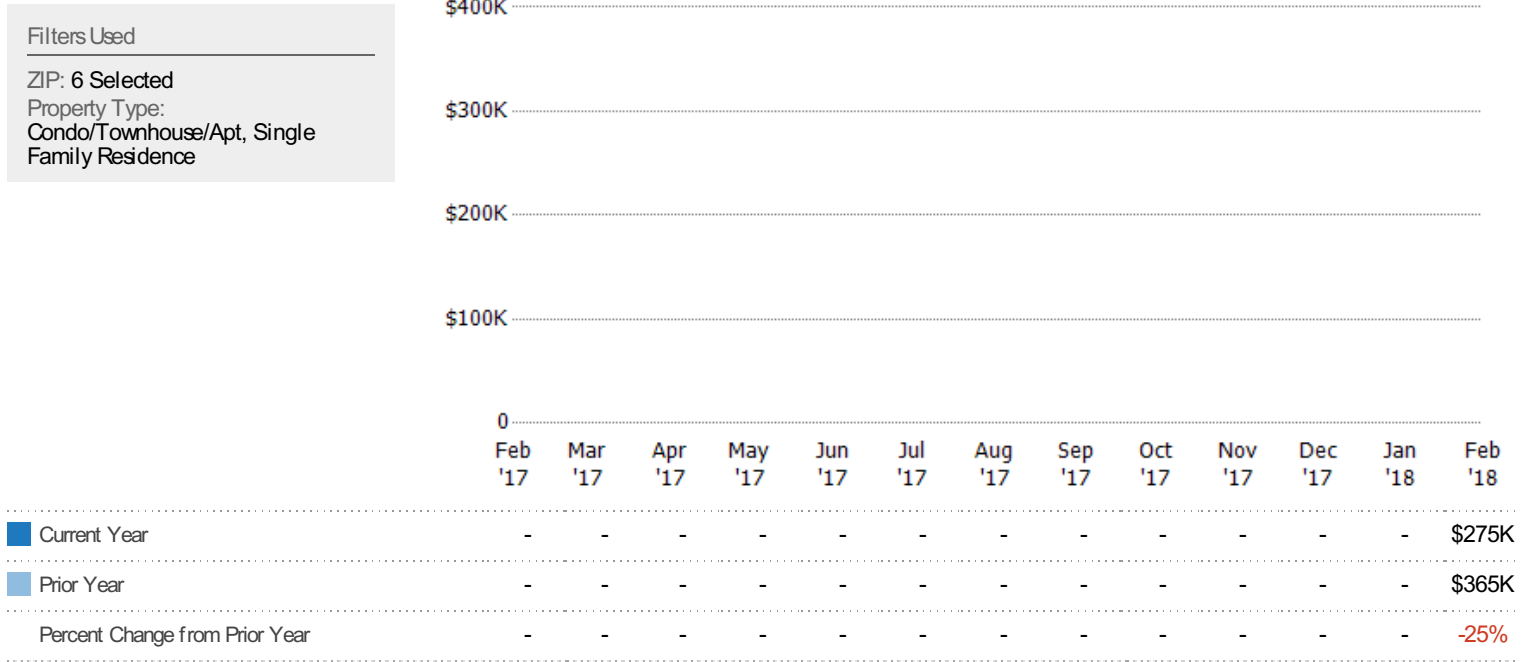 Filters Used
ZIP: 6 Selected
Property Type:
Condo/Townhouse/Apt, Single
Family Residence
$400K
$300K
$200K
$100K
0
Feb Mar Apr May Jun Jul Aug Sep Oct Nov Dec Jan Feb
'17 '17 '17 '17 '17 '17 '17 '17 '17 '17 '17 '18 '18
Current Year - - - - - - - - - - - - $275K
Prior Year - - - - - - - - - - - - $365K
Percent Change from Prior Year - - - - - - - - - - - - -25%